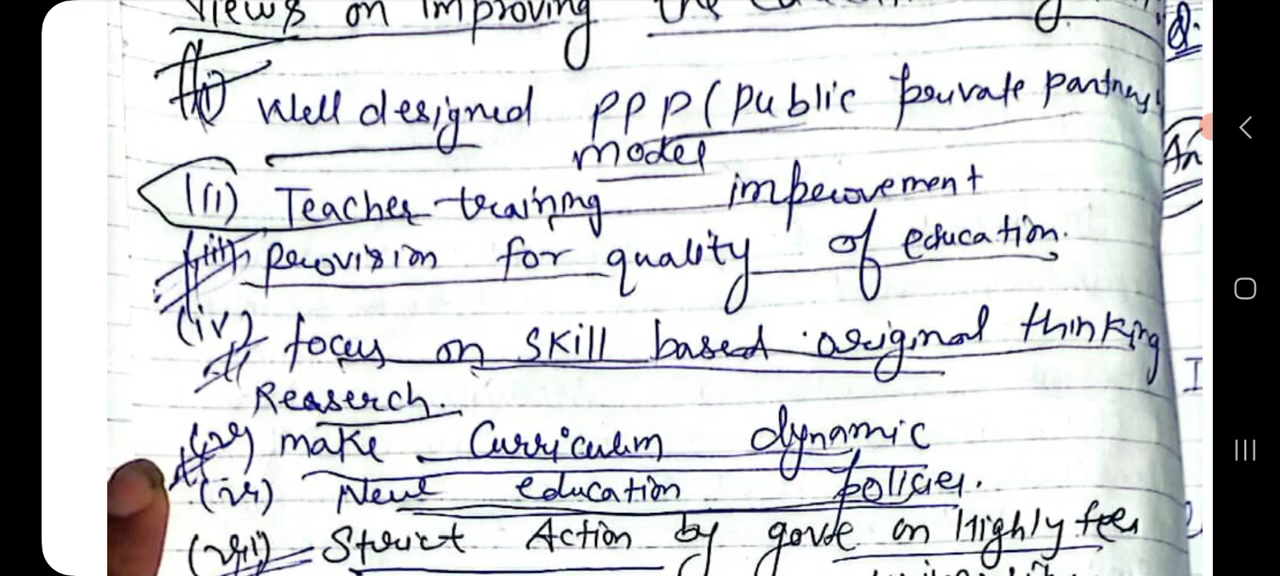 views on improving the
(i) Well designed PPP (Public private partners
model
(ii) Teacher training improvement
(iii) provision for quality of education.
(iv) focus on skill based original thinking
Reaserch.
(v) make Curriculum dynamic
(vi) New education policies.
(vii) Strict Action by govt on Highly fees